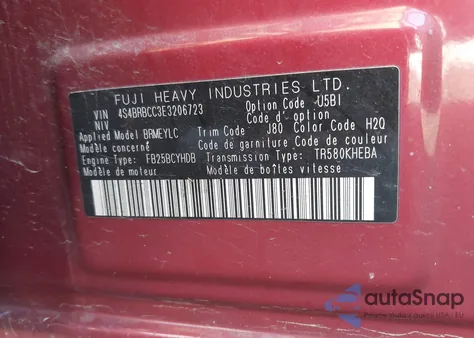 FUJI HEAVY INDUSTRIES LTD.
VIN 4S4BRBCC3E3206723 Option Code -U5BI
NIV Code d'option
Applied Model BRMEYLC Trim Code J80 Color Code H2Q
Modèle concerné Code de garniture Code de couleur
Engine Type FB25BCYHDB Transmission Type TR580KHEBA
Modèle de moteur Modèle de boîtes vitesse
autoSnap